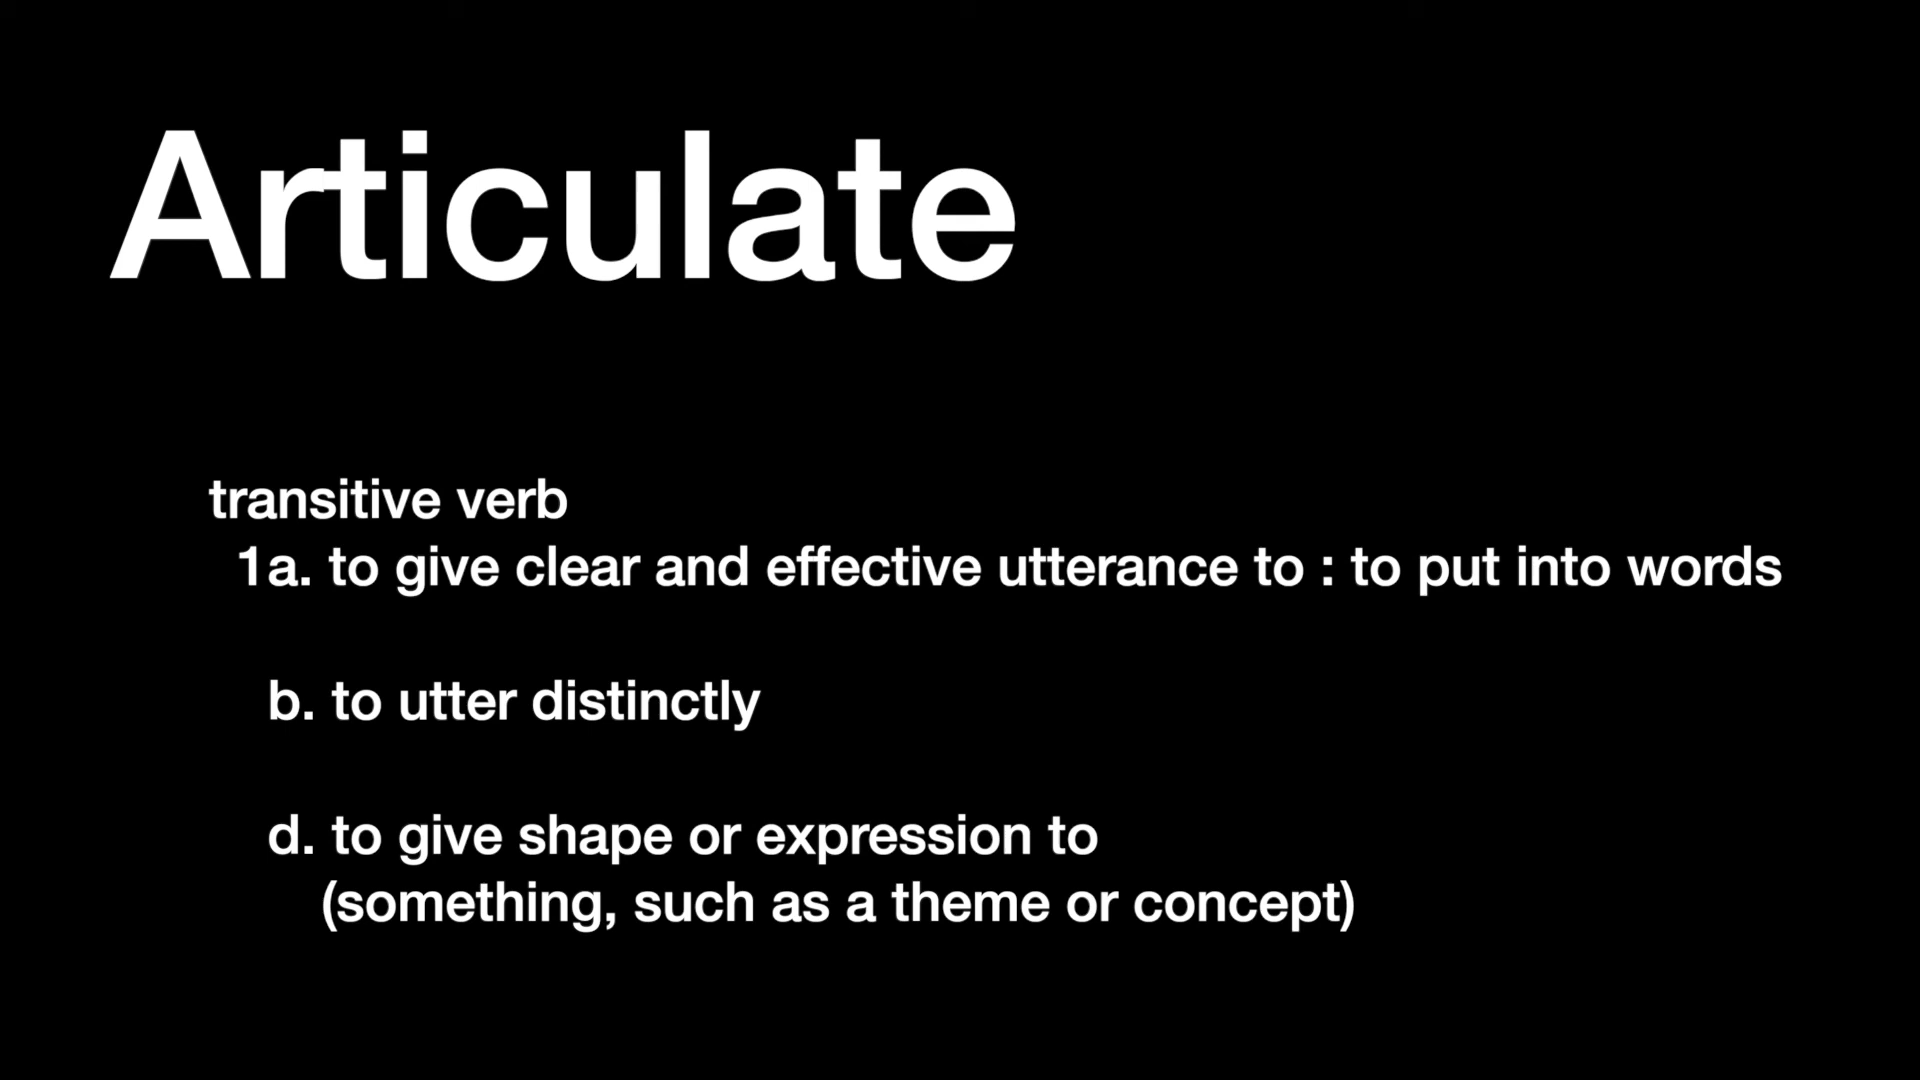 Articulate
transitive verb
1a. to give clear and effective utterance to : to put into words
b. to utter distinctly
d. to give shape or expression to
(something, such as a theme or concept)